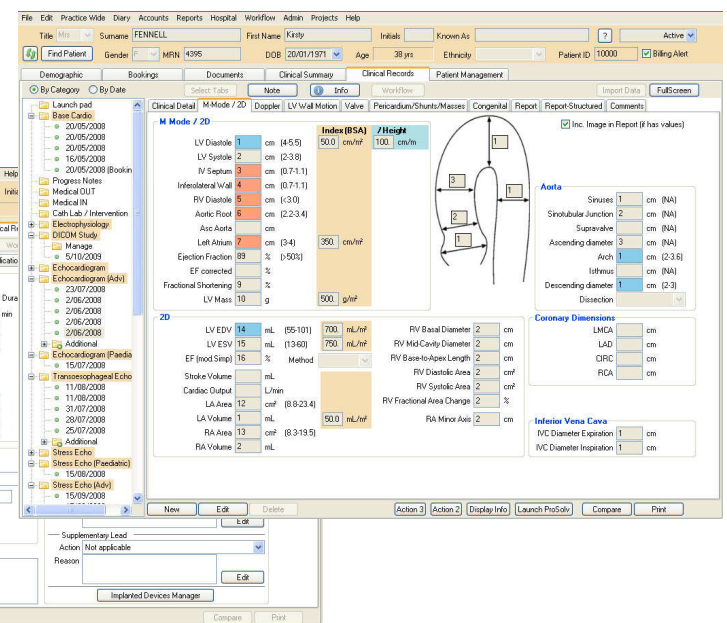 File Edit Practice Wide Diary Accounts Reports Hospital Workflow Admin Projects Help
Title Mrs Surname FENNELL First Name Kirsty Initials Known As ? Active
Find Patient Gender F MRN 4395 DOB 20/01/1971 Age 38 yrs Ethnicity Patient ID 10000 Billing Alert
Demographic Bookings Documents Clinical Summary Clinical Records Patient Management
By Category By Date Select Tabs Note Info Workflow Import Data FullScreen
Launch pad
Base Cardio
20/05/2008
20/05/2008
20/05/2008
16/05/2008
20/05/2008 (Bookin
Progress Notes
Medical OUT
Medical IN
Cath Lab / Intervention
Electrophysiology
DICOM Study
Manage
5/10/2009
Echocardiogram
Echocardiogram (Adv)
23/07/2008
2/06/2008
2/06/2008
2/06/2008
2/06/2008
Additional
Echocardiogram (Paedia
15/07/2008
Transoesophageal Echo
11/08/2008
11/08/2008
31/07/2008
28/07/2008
25/07/2008
Additional
Stress Echo
Stress Echo (Paediatric)
15/08/2008
Stress Echo (Adv)
15/09/2008
Clinical Detail M-Mode / 2D Doppler LV Wall Motion Valve Pericardium/Shunts/Masses Congenital Report Report-Structured Comments
M Mode / 2D
Index (BSA) / Height
LV Diastole 1 cm (4-5.5) 50.0 cm/m² 100. cm/m
LV Systole 2 cm (2-3.8)
IV Septum 3 cm (0.7-1.1)
Inferolateral Wall 4 cm (0.7-1.1)
RV Diastole 5 cm (<3.0)
Aortic Root 6 cm (2.2-3.4)
Asc Aorta cm
Left Atrium 7 cm (3-4) 350. cm/m²
Ejection Fraction 89 % (>50%)
EF corrected %
Fractional Shortening 9 %
LV Mass 10 g 500. g/m²
1
3
1
2
1
Inc. Image in Report (if has values)
Aorta
Sinuses 1 cm (NA)
Sinotubular Junction 2 cm (NA)
Supravalve cm (NA)
Ascending diameter 3 cm (NA)
Arch 1 cm (2-3.6)
Isthmus cm (NA)
Descending diameter 1 cm (2-3)
Dissection
2D
LV EDV 14 mL (55-101) 700. mL/m²
LV ESV 15 mL (13-60) 750. mL/m²
EF (mod.Simp) 16 % Method
Stroke Volume mL
Cardiac Output L/min
LA Area 12 cm² (8.8-23.4)
LA Volume 1 mL 50.0 mL/m²
RA Area 13 cm² (8.3-19.5)
RA Volume 2 mL
RV Basal Diameter 2 cm
RV Mid-Cavity Diameter 2 cm
RV Base-to-Apex Length 2 cm
RV Diastolic Area 2 cm²
RV Systolic Area 2 cm²
RV Fractional Area Change 2 %
RA Minor Axis 2 cm
Coronary Dimensions
LMCA cm
LAD cm
CIRC cm
RCA cm
Inferior Vena Cava
IVC Diameter Expiration 1 cm
IVC Diameter Inspiration 1 cm
New Edit Delete Action 3 Action 2 Display Info Launch ProSolv Compare Print
Help
Dura
min
Edit
Supplementary Lead
Action Not applicable
Reason
Edit
Implanted Devices Manager
Compare Print